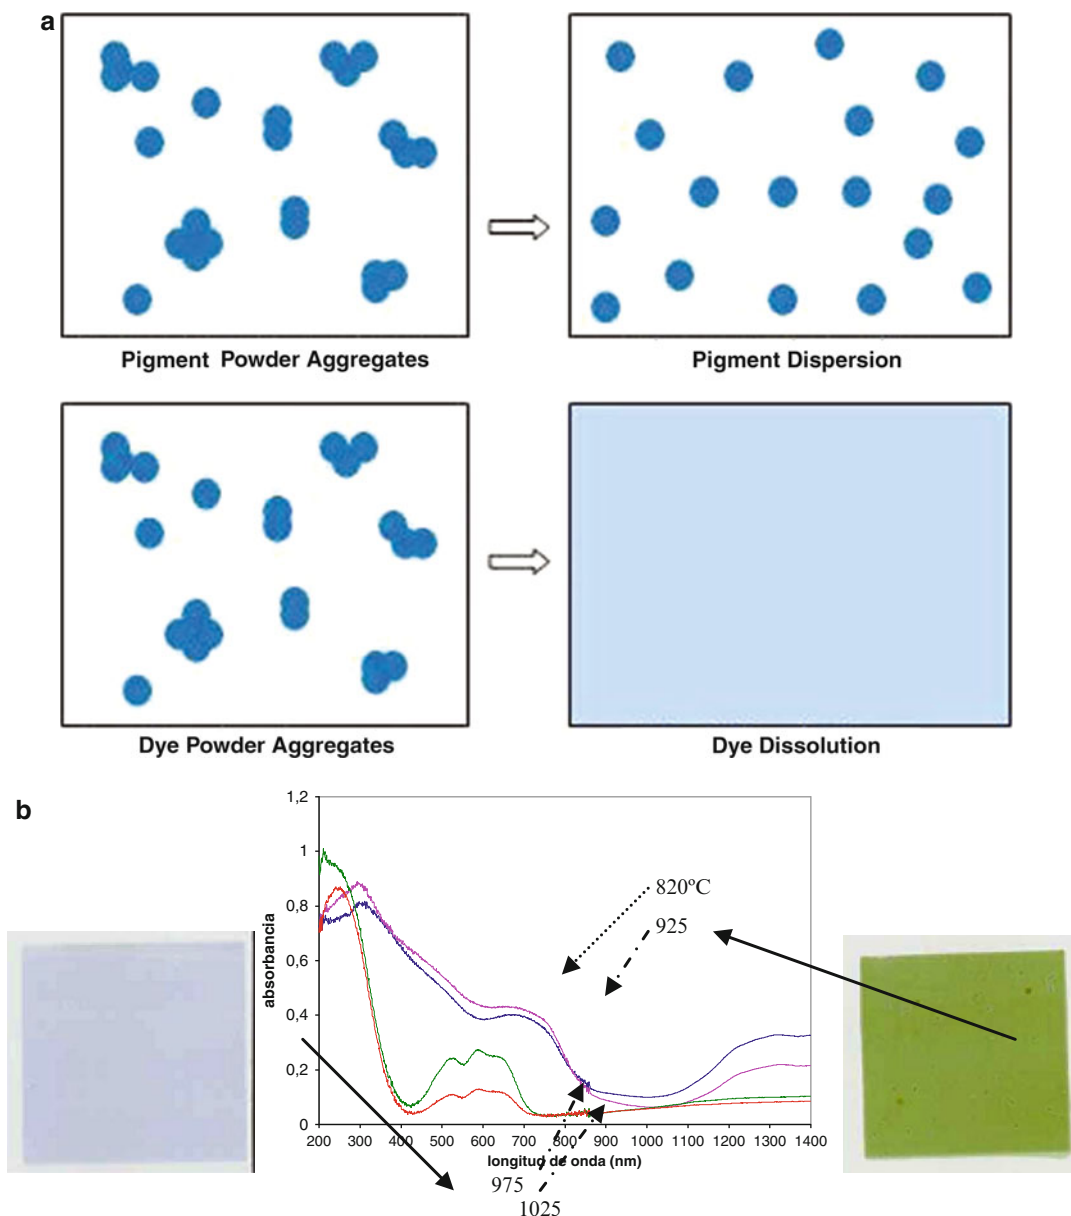 a
Pigment Powder Aggregates
Pigment Dispersion
Dye Powder Aggregates
Dye Dissolution
b
absorbancia
1,2
1
0,8
0,6
0,4
0,2
0
820ºC
925
200 300 400 500 600 700 800 900 1000 1100 1200 1300 1400
longitud de onda (nm)
975
1025